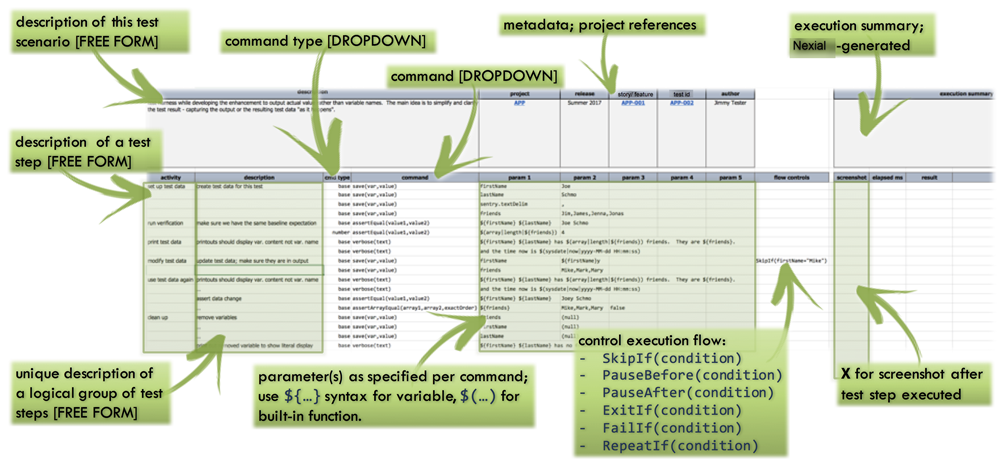 description of this test
scenario [FREE FORM]
command type [DROPDOWN]
command [DROPDOWN]
metadata; project references
execution summary;
Nexial -generated
description
project release story/feature test id author
execution summary
harness while developing the enhancement to output actual value rather than variable names. The main idea is to simplify and
the test result - capturing the output or the resulting test data "as it happens".
APP Summer 2017 APP-001 APP-002 Jimmy Tester
description of a test
step [FREE FORM]
activity description cmd type command param 1 param 2 param 3 param 4 param 5 flow controls screenshot elapsed ms result
set up test data create test data for this test base save(var,value) firstName Joe
base save(var,value) lastName Schmo
base save(var,value) sentry.textDelim ,
base save(var,value) friends Jim,James,Jenna,Jonas
run verification make sure we have the same baseline expectation base assertEqual(value1,value2) ${firstName} ${lastName} Joe Schmo
number assertEqual(value1,value2) $(array|length|${friends}) 4
print test data printouts should display var. content not var. name base verbose(text) ${firstName} ${lastName} has $(array|length|${friends}) friends. They are ${friends}.
base verbose(text) and the time now is $(sysdate|now|yyyy-MM-dd HH:mm:ss)
modify test data update test data; make sure they are in output base save(var,value) firstName ${firstName}y SkipIf(firstName="Mike")
base save(var,value) friends Mike,Mark,Mary
use test data again printouts should display var. content not var. name base verbose(text) ${firstName} ${lastName} has $(array|length|${friends}) friends. They are ${friends}.
base verbose(text) and the time now is $(sysdate|now|yyyy-MM-dd HH:mm:ss)
assert data change base assertEqual(value1,value2) ${firstName} ${lastName} Joey Schmo
base assertArrayEqual(array1,array2,exactOrder) ${friends} Mike,Mark,Mary false
clean up remove variables base save(var,value) friends (null)
base save(var,value) firstName (null)
base save(var,value) lastName (null)
moved variable to show literal display base verbose(text) ${firstName} ${lastName} has
unique description of
a logical group of test
steps [FREE FORM]
parameter(s) as specified per command;
use ${…} syntax for variable, $(…) for
built-in function.
control execution flow:
- SkipIf(condition)
- PauseBefore(condition)
- PauseAfter(condition)
- ExitIf(condition)
- FailIf(condition)
- RepeatIf(condition)
X for screenshot after
test step executed